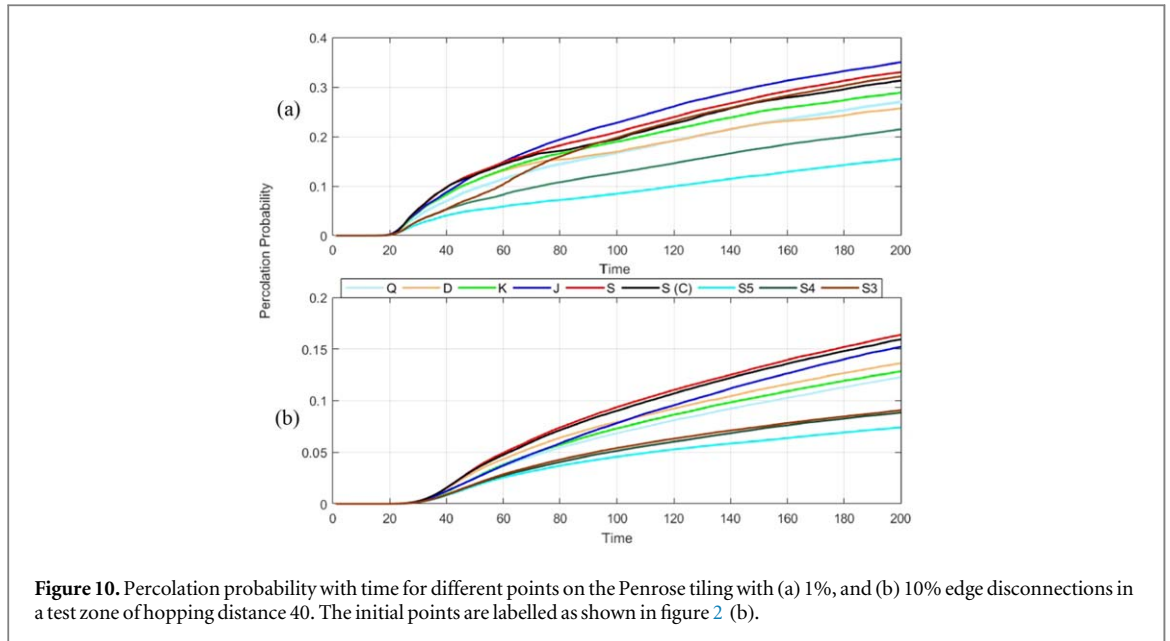 0.4
0.3
(a)
0.2
0.1
0
0 20 40 60 80 100 120 140 160 180 200
Time
Percolation Probability
Q D K J S S (C) S5 S4 S3
0.2
0.15
0.1
(b)
0.05
0
0 20 40 60 80 100 120 140 160 180 200
Time
Figure 10. Percolation probability with time for different points on the Penrose tiling with (a) 1%, and (b) 10% edge disconnections in
a test zone of hopping distance 40. The initial points are labelled as shown in figure 2 (b).